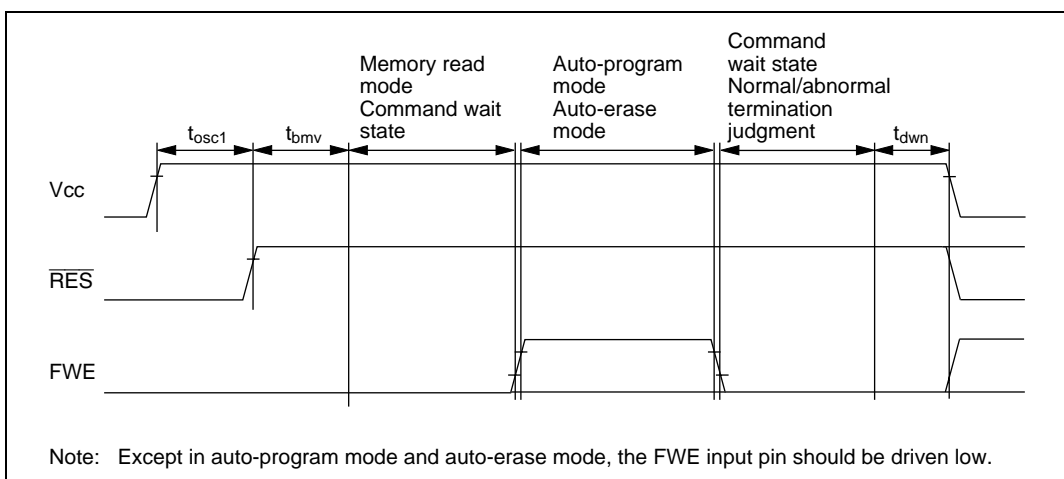 Memory read
mode
Command wait
state
Auto-program
mode
Auto-erase
mode
Command
wait state
Normal/abnormal
termination
judgment
tosc1
tbmv
tdwn
Vcc
RES
FWE
Note: Except in auto-program mode and auto-erase mode, the FWE input pin should be driven low.